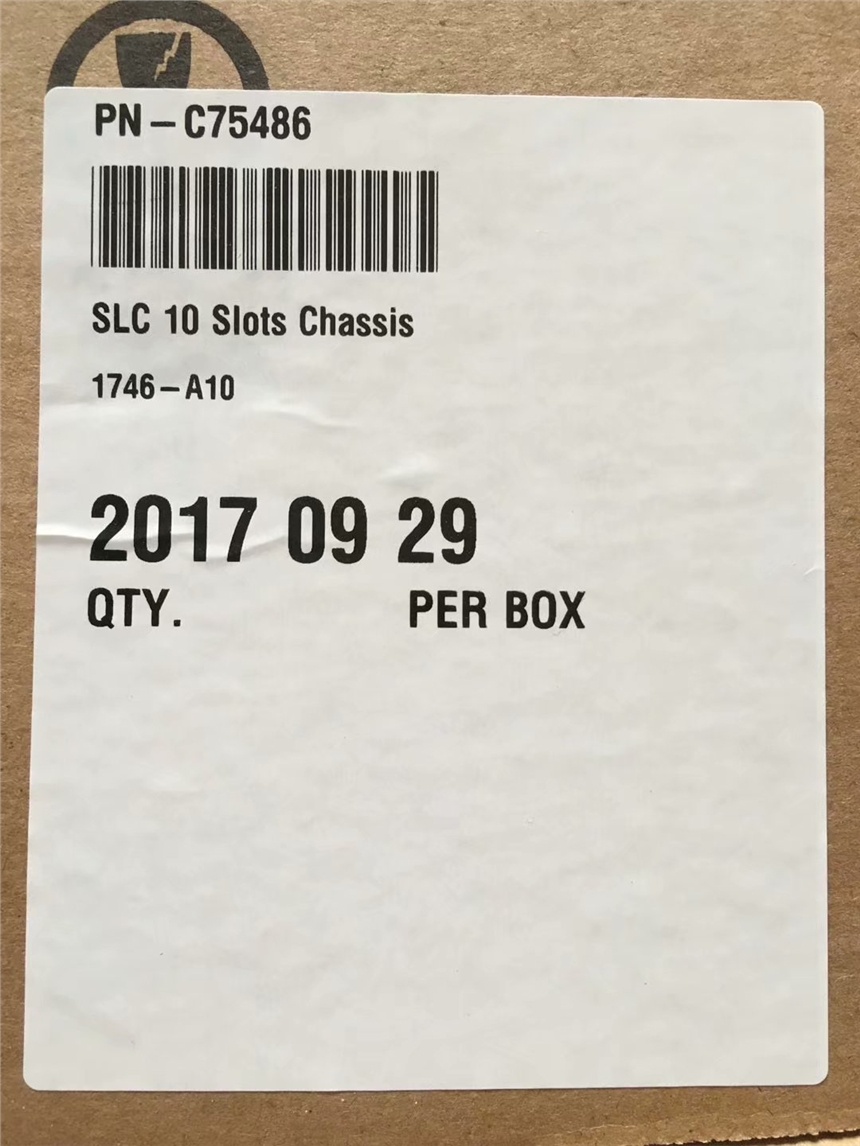 PN-C75486
SLC 10 Slots Chassis
1746-A10
2017 09 29
QTY. PER BOX